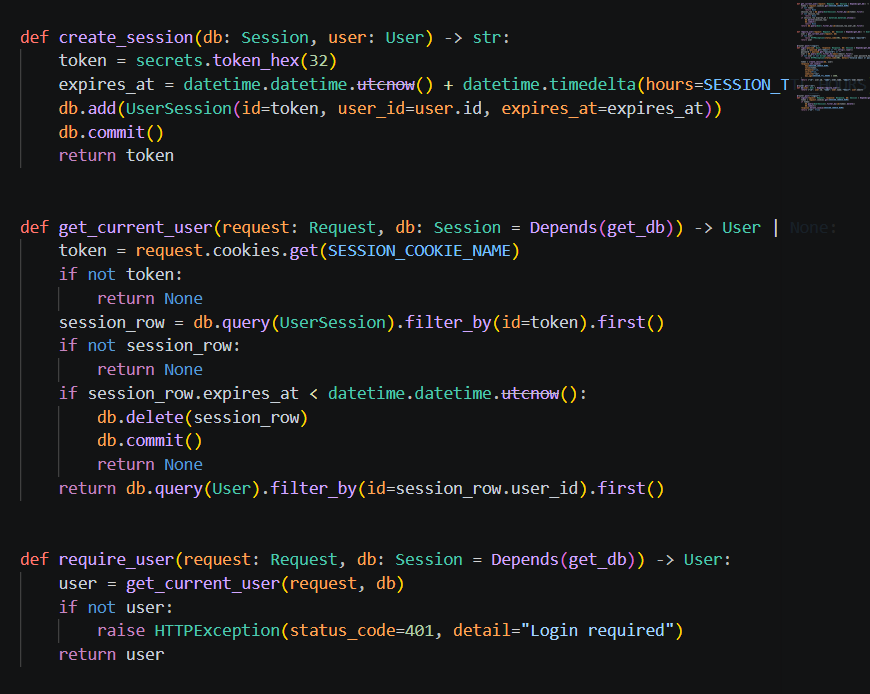 def create_session(db: Session, user: User) -> str:
    token = secrets.token_hex(32)
    expires_at = datetime.datetime.utcnow() + datetime.timedelta(hours=SESSION_T
    db.add(UserSession(id=token, user_id=user.id, expires_at=expires_at))
    db.commit()
    return token
def get_current_user(request: Request, db: Session = Depends(get_db)) -> User | None:
    token = request.cookies.get(SESSION_COOKIE_NAME)
    if not token:
        return None
    session_row = db.query(UserSession).filter_by(id=token).first()
    if not session_row:
        return None
    if session_row.expires_at < datetime.datetime.utcnow():
        db.delete(session_row)
        db.commit()
        return None
    return db.query(User).filter_by(id=session_row.user_id).first()
def require_user(request: Request, db: Session = Depends(get_db)) -> User:
    user = get_current_user(request, db)
    if not user:
        raise HTTPException(status_code=401, detail="Login required")
    return user